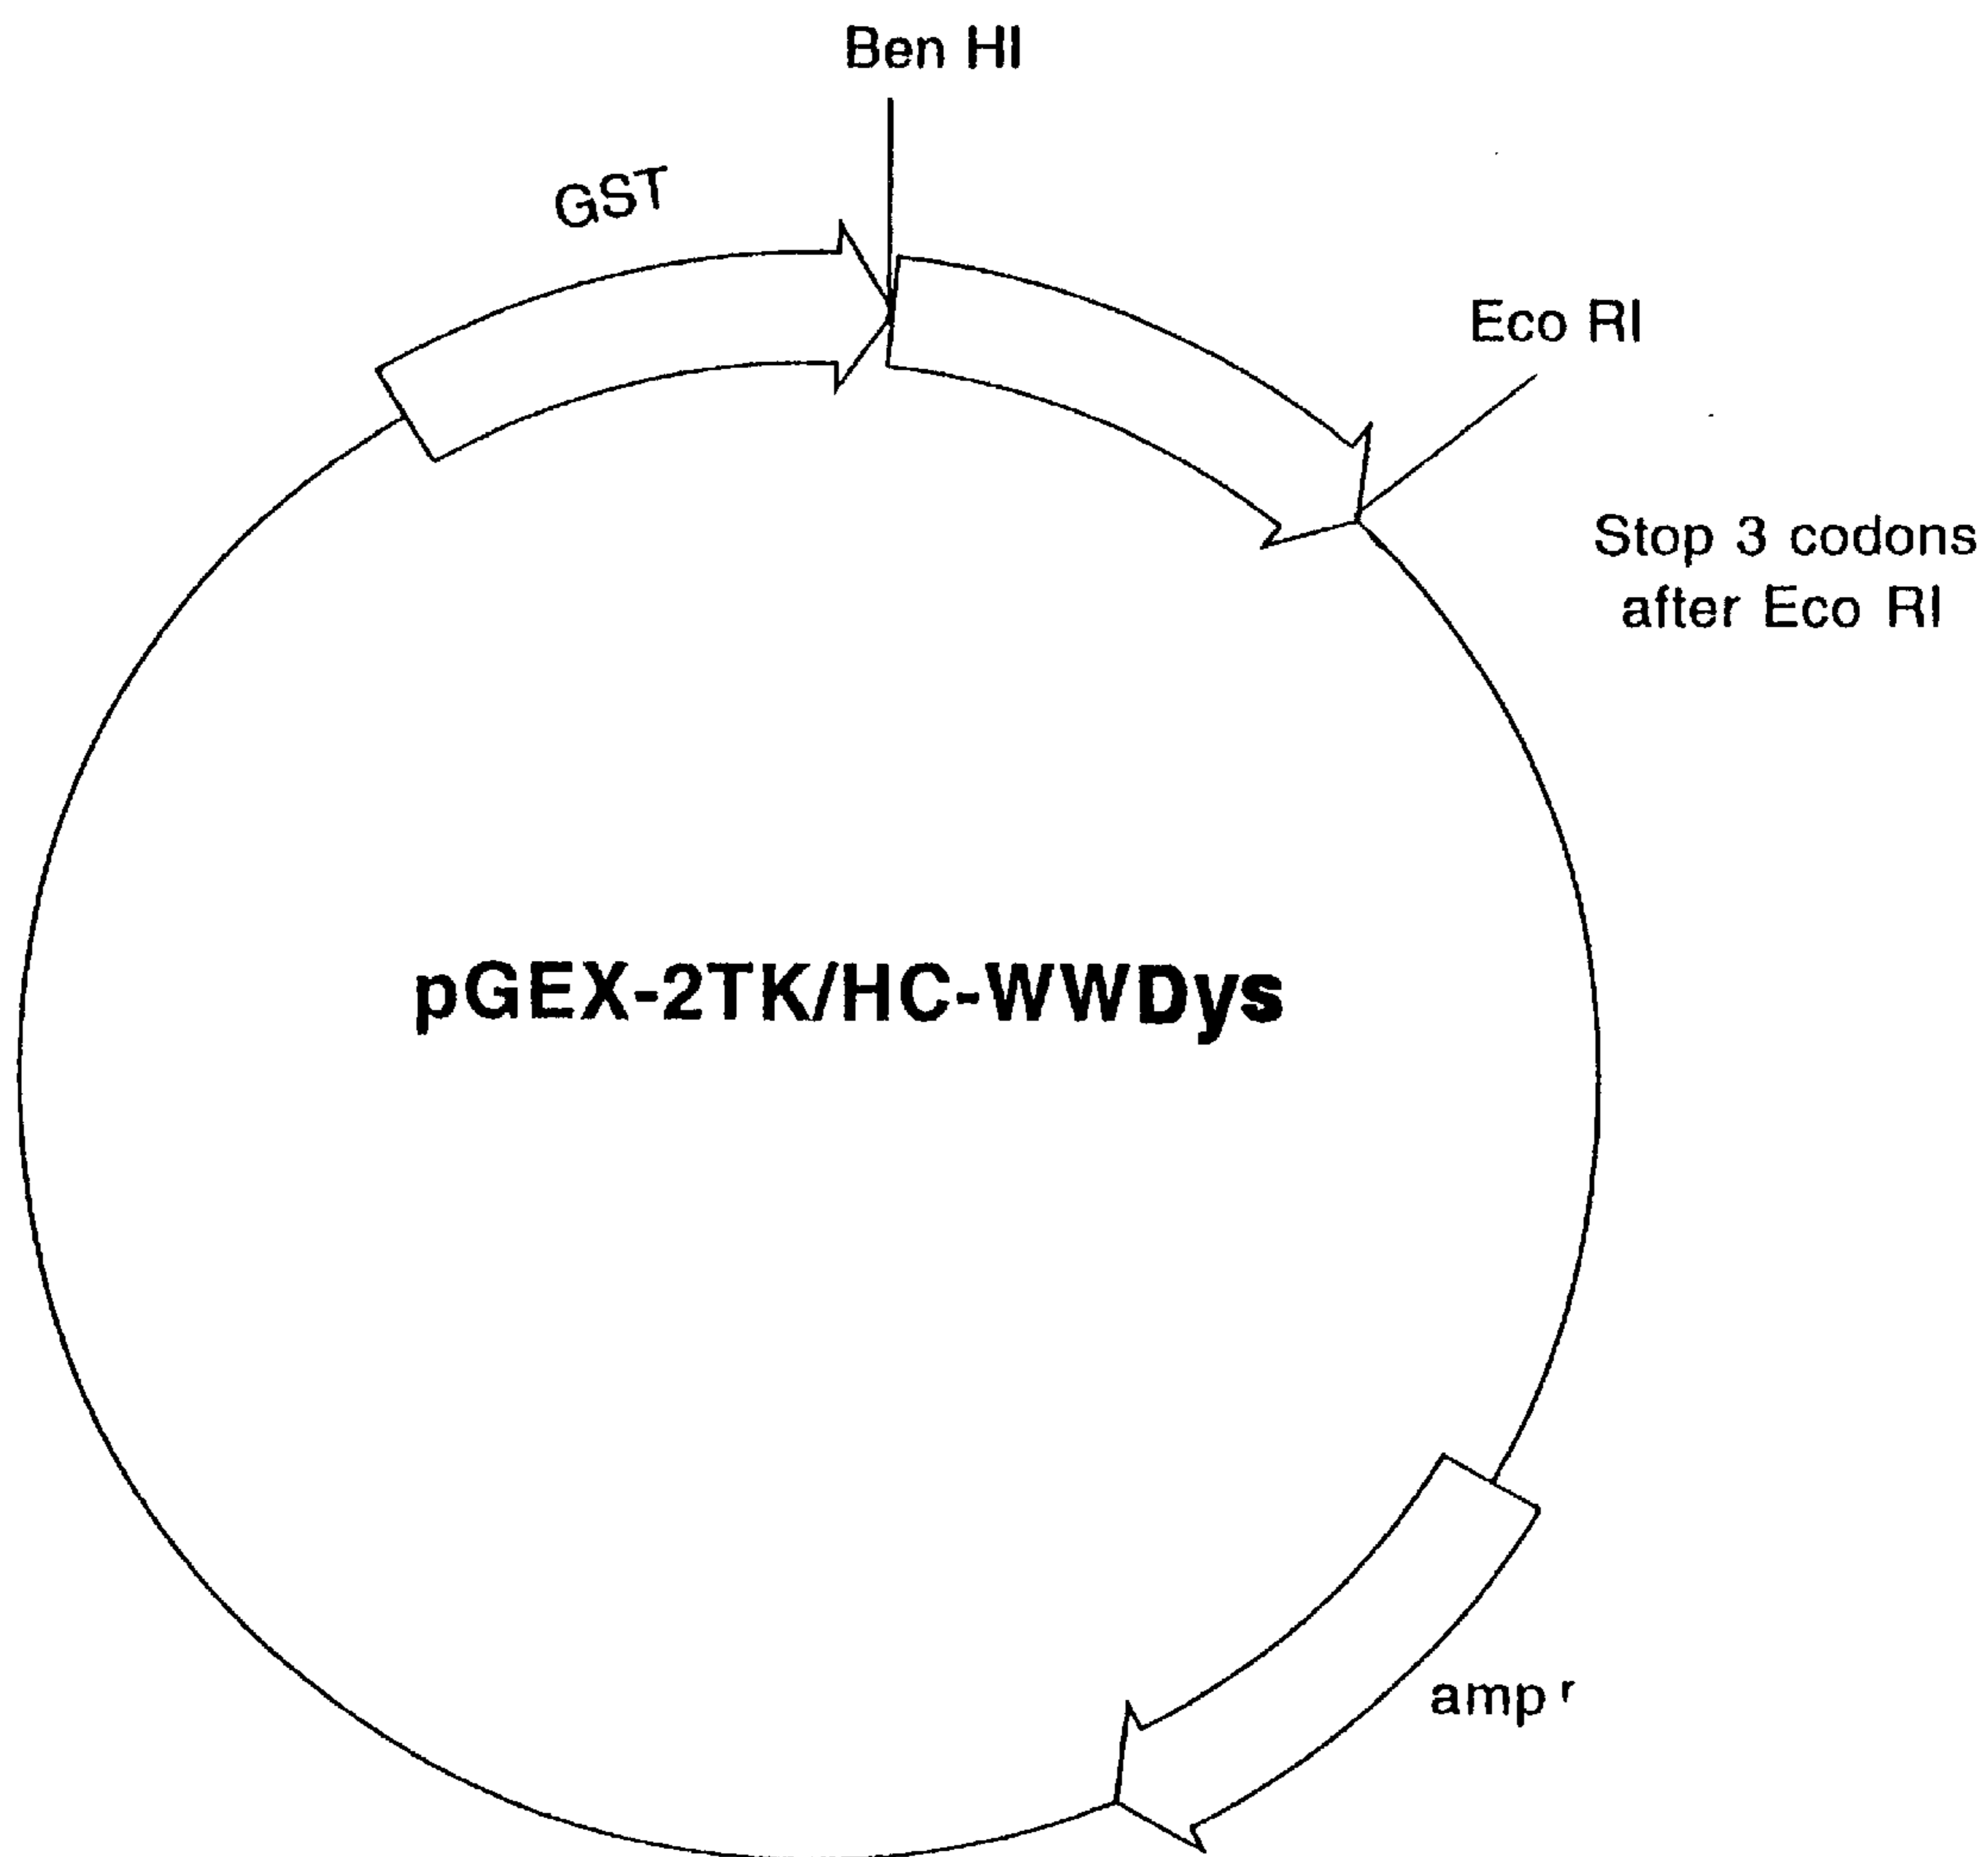 Ben HI
GST
Eco RI
Stop 3 codons
after Eco RI
pGEX-2TK/HC-WWDys
amp r